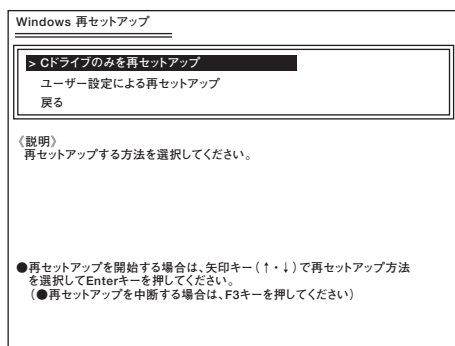 Windows 再セットアップ
> Cドライブのみを再セットアップ
ユーザー設定による再セットアップ
戻る
《説明》
再セットアップする方法を選択してください。
●再セットアップを開始する場合は、矢印キー(↑・↓)で再セットアップ方法
を選択してEnterキーを押してください。
(●再セットアップを中断する場合は、F3キーを押してください)